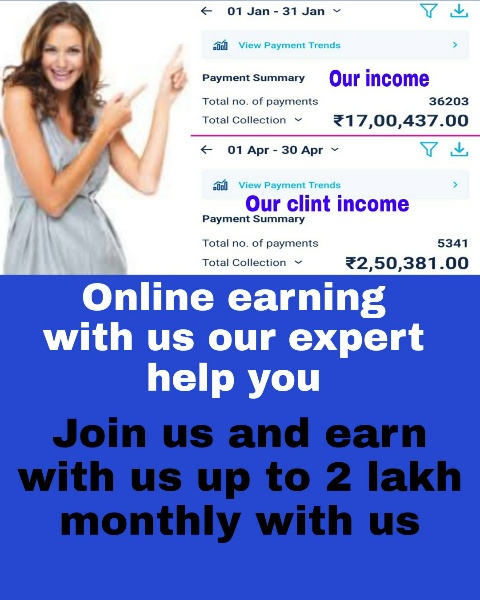 01 Jan - 31 Jan
View Payment Trends
Payment Summary Our income
Total no. of payments 36203
Total Collection ₹17,00,437.00
01 Apr - 30 Apr
View Payment Trends
Our clint income
Payment Summary
Total no. of payments 5341
Total Collection ₹2,50,381.00
Online earning
with us our expert
help you
Join us and earn
with us up to 2 lakh
monthly with us